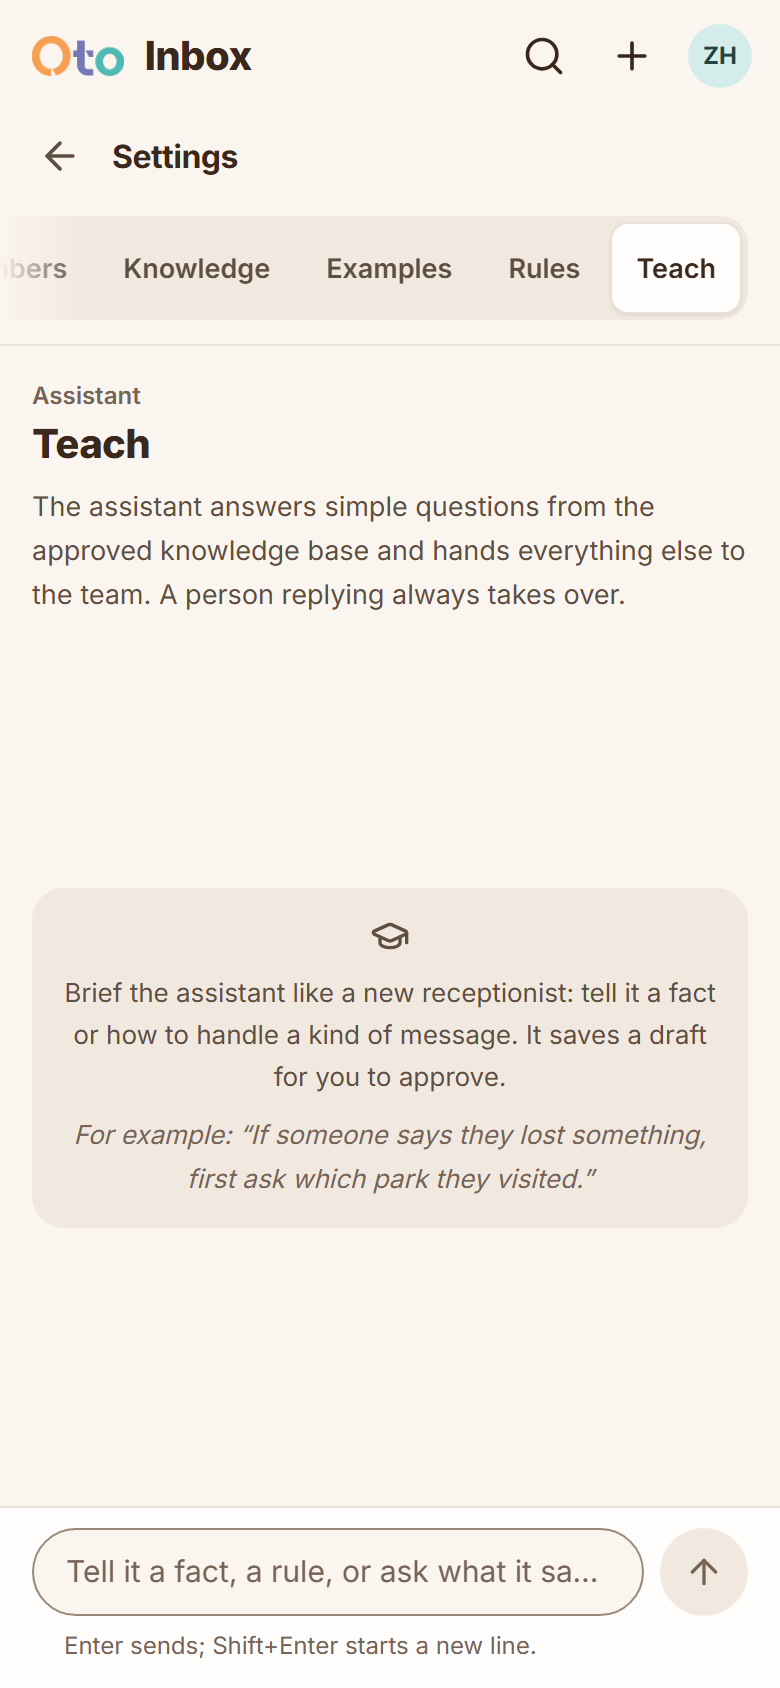 Oto Inbox ZH
Settings
bers Knowledge Examples Rules Teach
Assistant
Teach
The assistant answers simple questions from the
approved knowledge base and hands everything else to
the team. A person replying always takes over.
Brief the assistant like a new receptionist: tell it a fact
or how to handle a kind of message. It saves a draft
for you to approve.
For example: “If someone says they lost something,
first ask which park they visited.”
Tell it a fact, a rule, or ask what it sa...
Enter sends; Shift+Enter starts a new line.